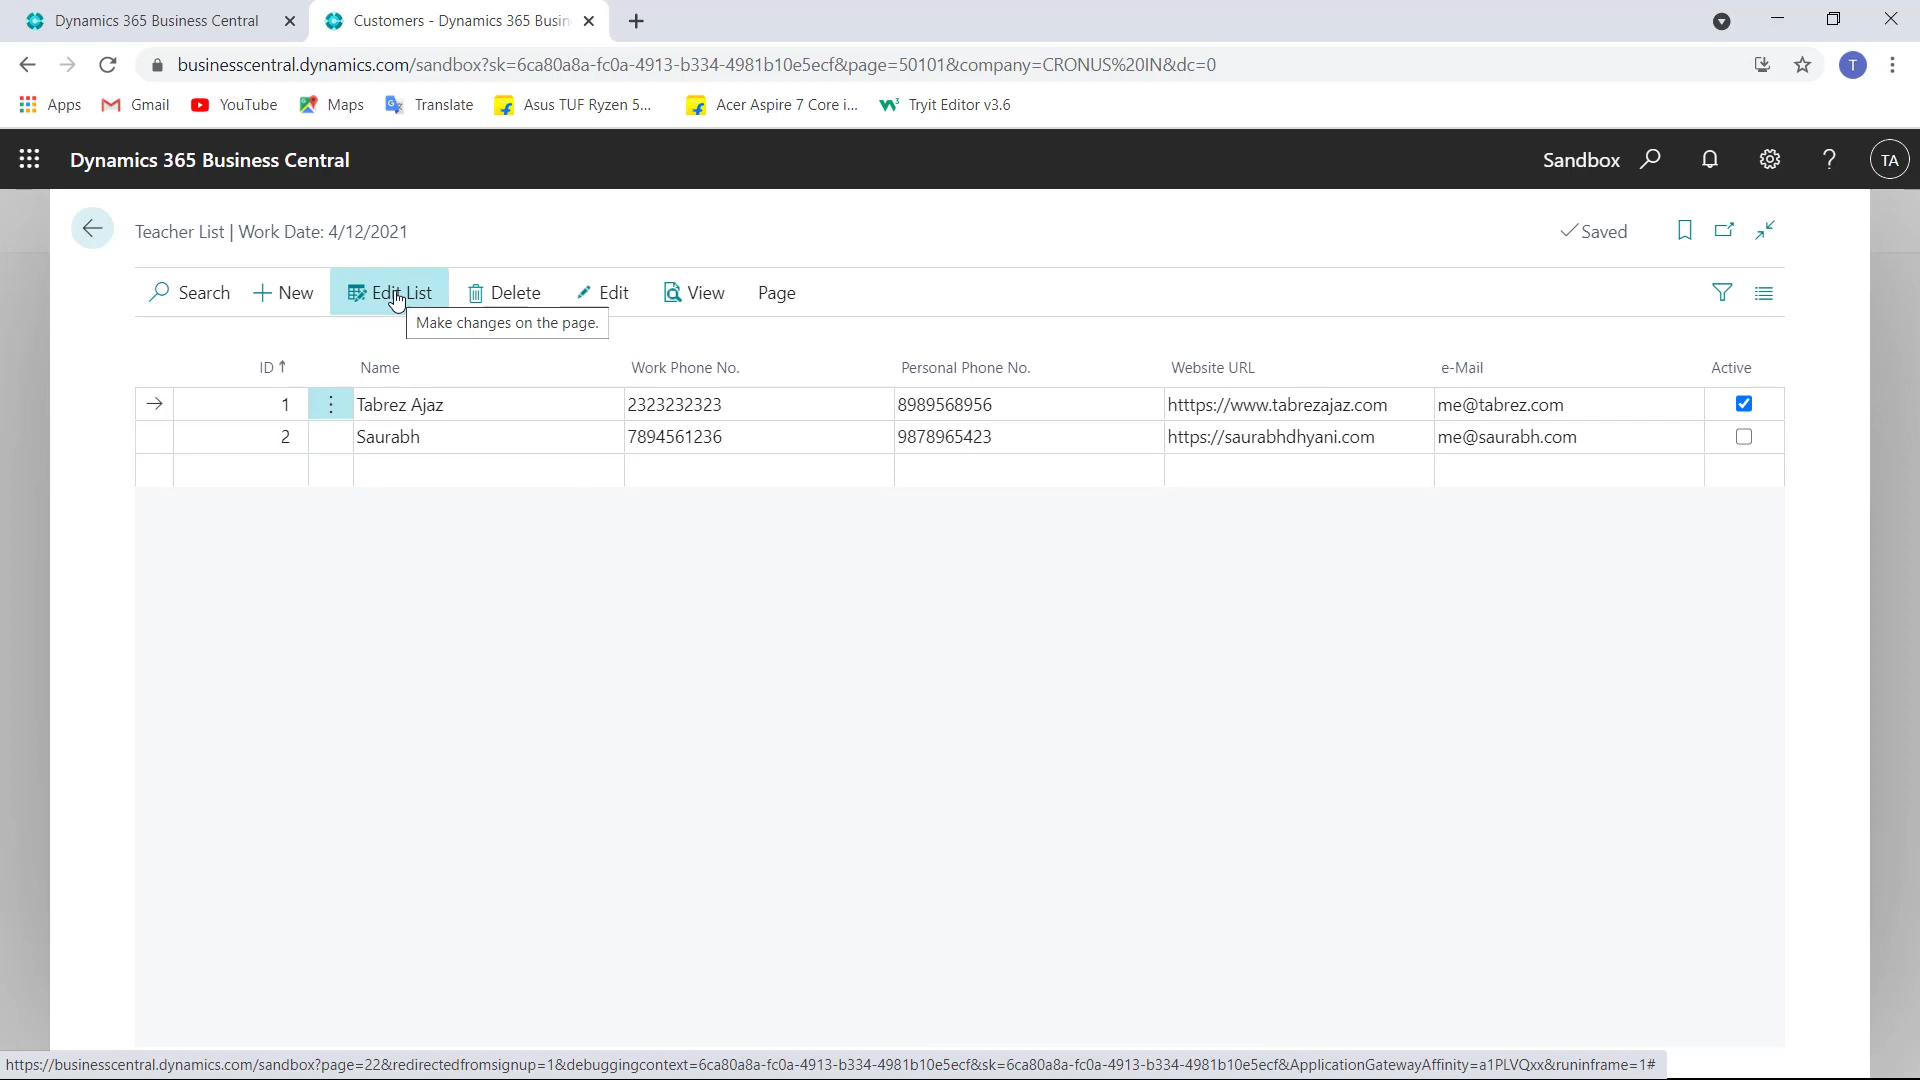 Dynamics 365 Business Central
Customers - Dynamics 365 Busin
businesscentral.dynamics.com/sandbox?sk=6ca80a8a-fc0a-4913-b334-4981b10e5ecf&page=50101&company=CRONUS%20IN&dc=0
T
Apps Gmail YouTube Maps Translate Asus TUF Ryzen 5... Acer Aspire 7 Core i... Tryit Editor v3.6
Dynamics 365 Business Central Sandbox ? TA
Teacher List | Work Date: 4/12/2021 Saved
Search New Edit List Delete Edit View Page
Make changes on the page.
ID Name Work Phone No. Personal Phone No. Website URL e-Mail Active
1 Tabrez Ajaz 2323232323 8989568956 htttps://www.tabrezajaz.com me@tabrez.com
2 Saurabh 7894561236 9878965423 https://saurabhdhyani.com me@saurabh.com
https://businesscentral.dynamics.com/sandbox?page=22&redirectedfromsignup=1&debuggingcontext=6ca80a8a-fc0a-4913-b334-4981b10e5ecf&sk=6ca80a8a-fc0a-4913-b334-4981b10e5ecf&ApplicationGatewayAffinity=a1PLVQxx&runinframe=1#